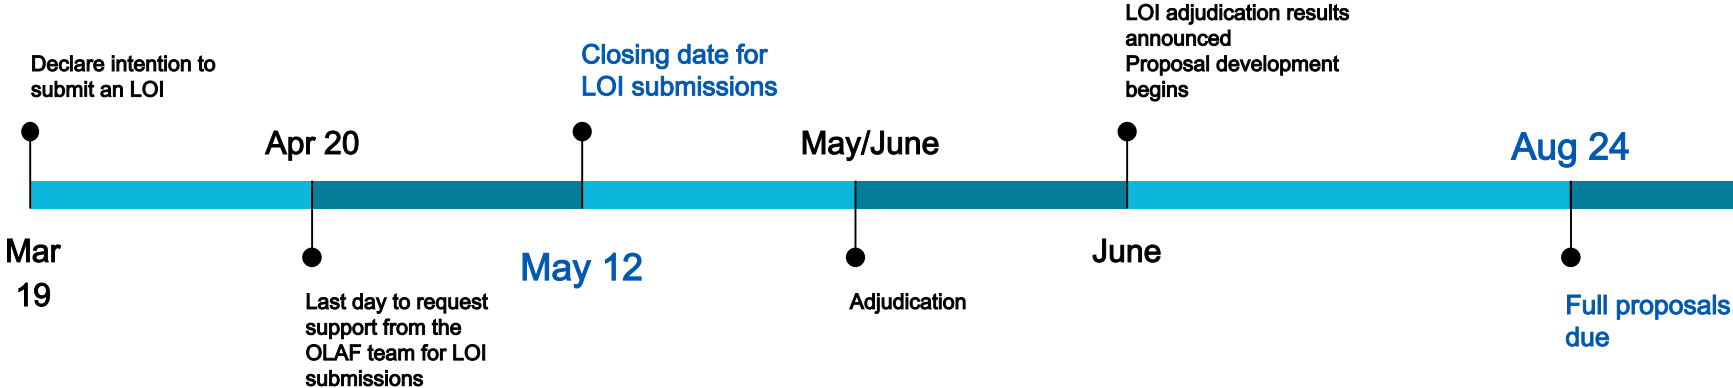 Declare intention to
submit an LOI
Mar
19
Apr 20
Last day to request
support from the
OLAF team for LOI
submissions
Closing date for
LOI submissions
May 12
May/June
Adjudication
LOI adjudication results
announced
Proposal development
begins
June
Aug 24
Full proposals
due